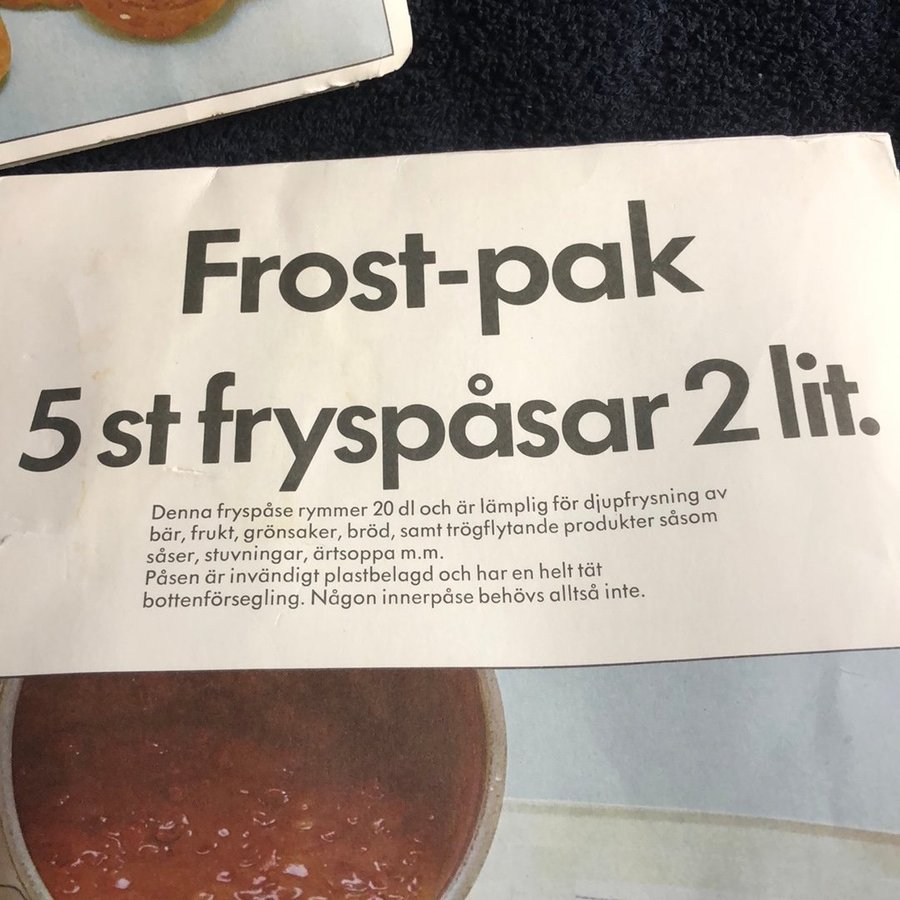 Frost-pak
5 st fryspåsar 2 lit.
Denna fryspåse rymmer 20 dl och är lämplig för djupfrysning av
bär, frukt, grönsaker, bröd, samt trögflytande produkter såsom
såser, stuvningar, ärtsoppa m.m.
Påsen är invändigt plastbelagd och har en helt tät
bottenförsegling. Någon innerpåse behövs alltså inte.